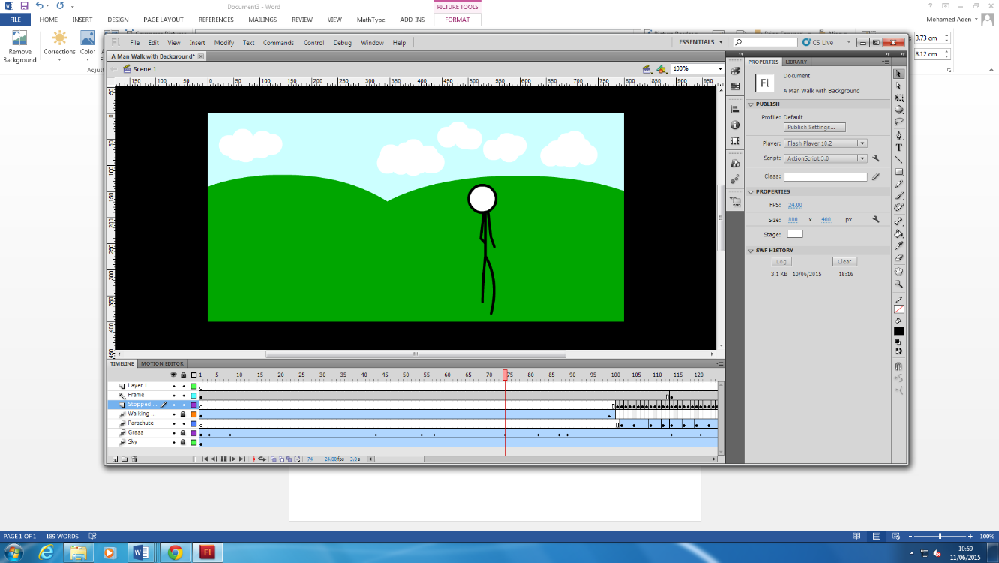 Document3 - Word
PICTURE TOOLS
FILE HOME INSERT DESIGN PAGE LAYOUT REFERENCES MAILINGS REVIEW VIEW MathType ADD-INS FORMAT
Mohamed Aden
Remove Background
Corrections
Color
3.73 cm
8.12 cm
Fl File Edit View Insert Modify Text Commands Control Debug Window Help
ESSENTIALS
CS Live
A Man Walk with Background*
Scene 1
100%
150 100 50 0 50 100 150 200 250 300 350 400 450 500 550 600 650 700 750 800 850 900 950
50
0
50
100
150
200
250
300
350
400
450
PROPERTIES LIBRARY
Fl
Document
A Man Walk with Background
PUBLISH
Profile: Default
Publish Settings...
Player: Flash Player 10.2
Script: ActionScript 3.0
Class:
PROPERTIES
FPS: 24.00
Size: 800 x 400 px
Stage:
SWF HISTORY
Log Clear
3.1 KB 10/06/2015 18:16
TIMELINE MOTION EDITOR
1 5 10 15 20 25 30 35 40 45 50 55 60 65 70 75 80 85 90 95 100 105 110 115 120
Layer 1
Frame
Stopped ...
Walking ...
Parachute
Grass
Sky
74 24.00fps 3.0s
PAGE 1 OF 1 189 WORDS
100%
10:59
11/06/2015